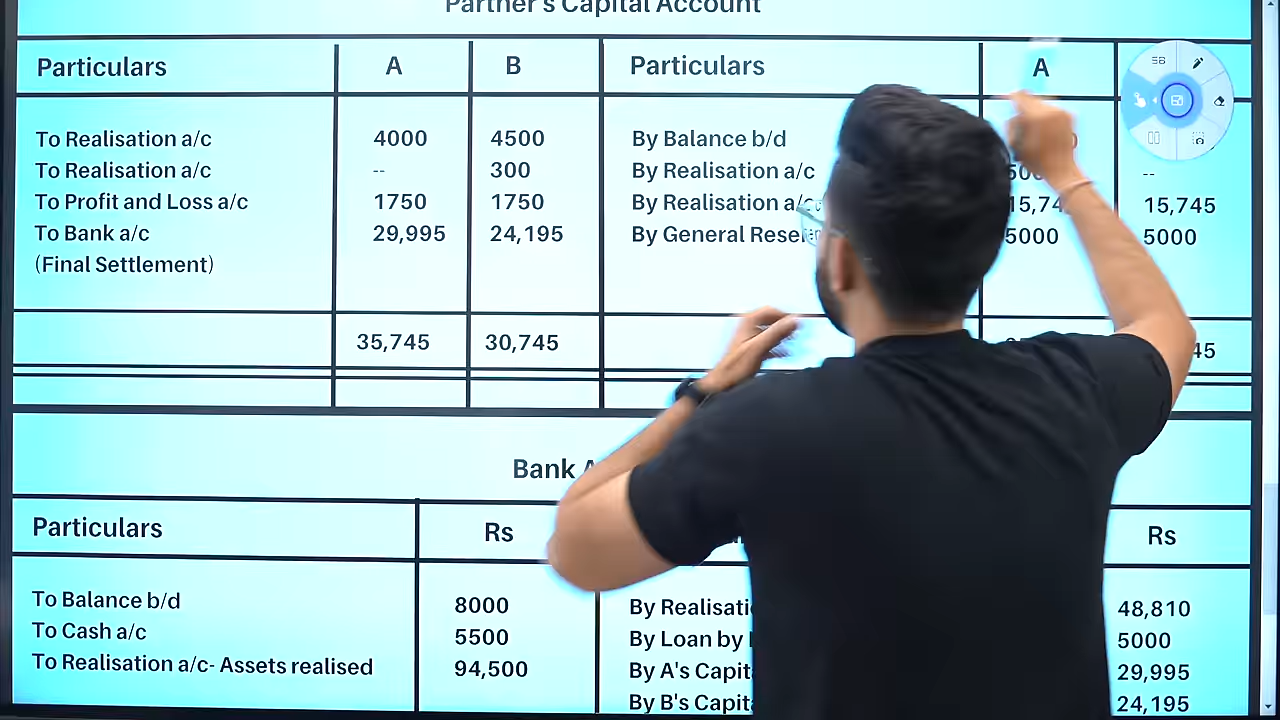 Partner's Capital Account
Particulars A B Particulars A
To Realisation a/c 4000 4500 By Balance b/d
To Realisation a/c -- 300 By Realisation a/c --
To Profit and Loss a/c 1750 1750 By Realisation a/c 15,745
To Bank a/c 29,995 24,195 By General 5000 5000
(Final Settlement)
35,745 30,745
Bank
Particulars Rs Rs
To Balance b/d 8000 By 48,810
To Cash a/c 5500 By Loan by 5000
To Realisation a/c- Assets realised 94,500 By A's 29,995
By B's 24,195